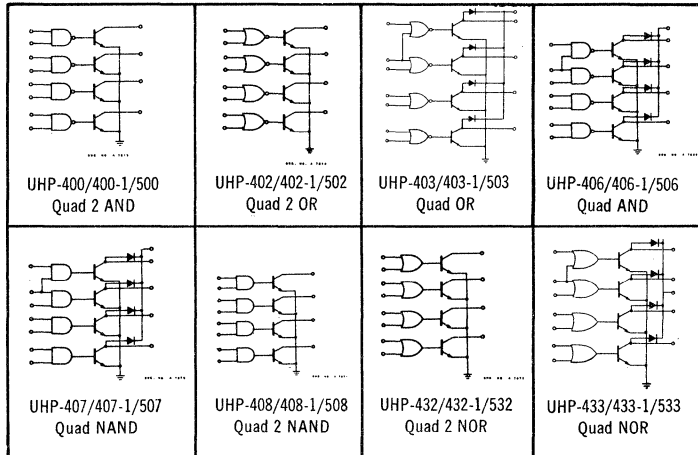 UHP-400/400-1/500
Quad 2 AND
UHP-402/402-1/502
Quad 2 OR
UHP-403/403-1/503
Quad OR
UHP-406/406-1/506
Quad AND
UHP-407/407-1/507
Quad NAND
UHP-408/408-1/508
Quad 2 NAND
UHP-432/432-1/532
Quad 2 NOR
UHP-433/433-1/533
Quad NOR